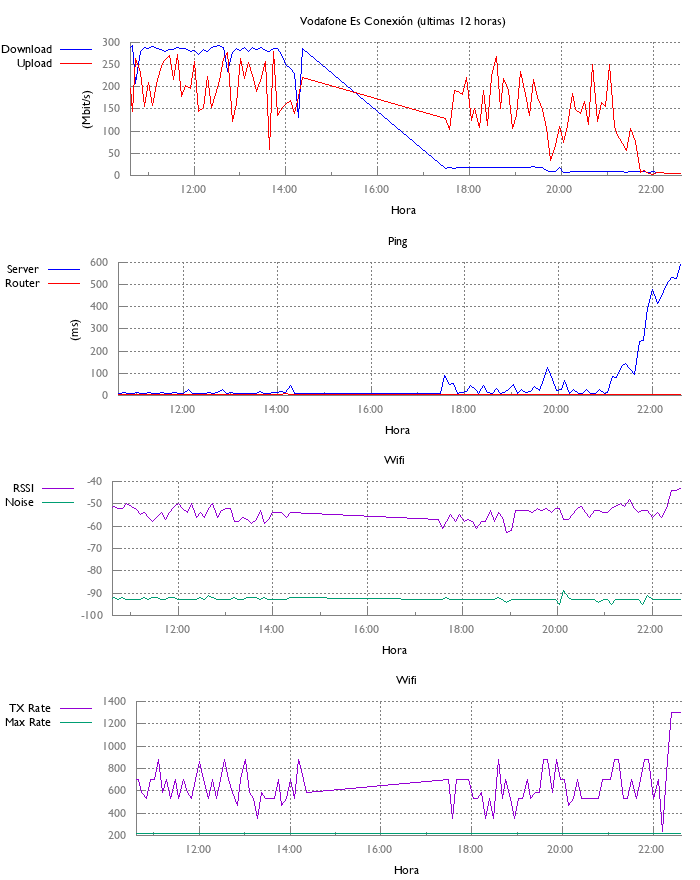 Vodafone Es Conexión (ultimas 12 horas)
Download
Upload
(Mbit/s)
300
250
200
150
100
50
0
12:00 14:00 16:00 18:00 20:00 22:00
Hora
Ping
Server
Router
(ms)
600
500
400
300
200
100
0
12:00 14:00 16:00 18:00 20:00 22:00
Hora
Wifi
RSSI
Noise
-40
-50
-60
-70
-80
-90
-100
12:00 14:00 16:00 18:00 20:00 22:00
Hora
Wifi
TX Rate
Max Rate
1400
1200
1000
800
600
400
200
12:00 14:00 16:00 18:00 20:00 22:00
Hora